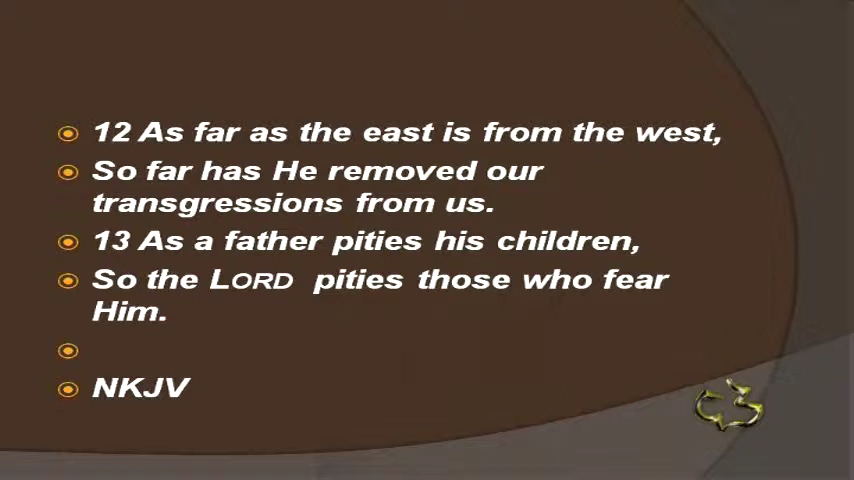 12 As far as the east is from the west,
So far has He removed our
transgressions from us.
13 As a father pities his children,
So the LORD pities those who fear
Him.
NKJV